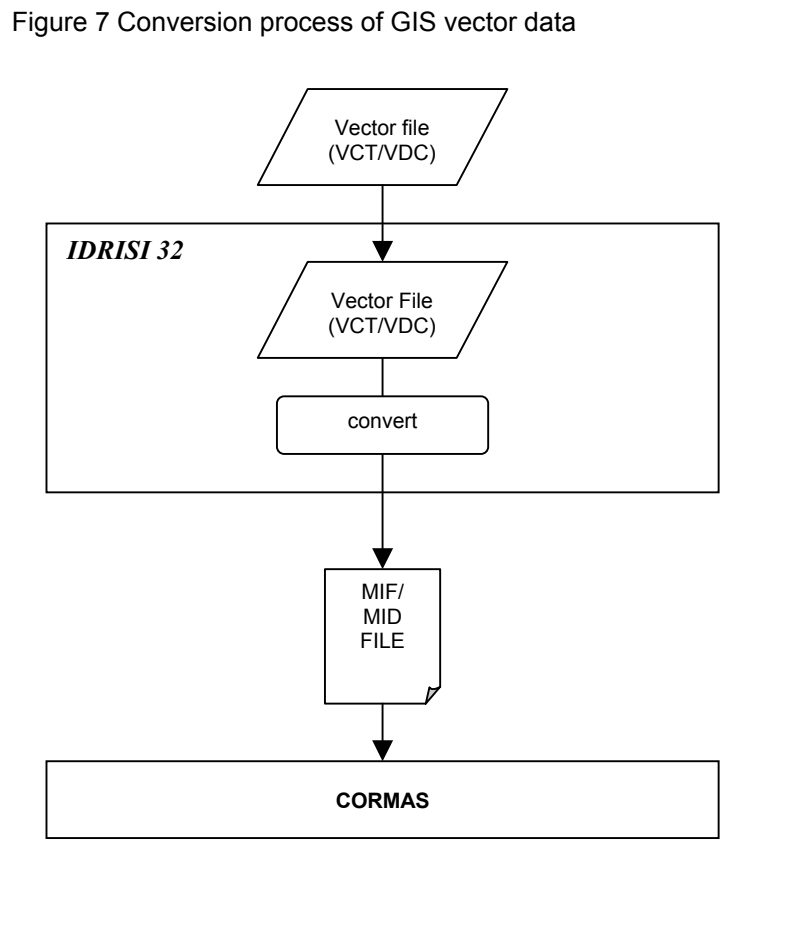 Figure 7 Conversion process of GIS vector data
Vector file
(VCT/VDC)
IDRISI 32
Vector File
(VCT/VDC)
convert
MIF/
MID
FILE
CORMAS